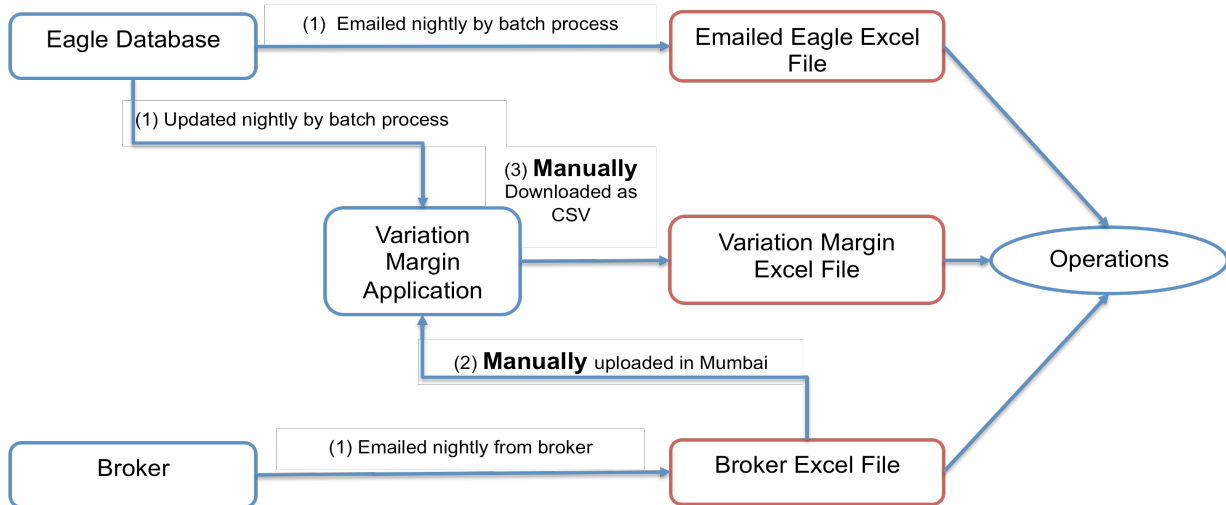 Eagle Database
(1)  Emailed nightly by batch process
Emailed Eagle Excel
File
(1) Updated nightly by batch process
(3) Manually
Downloaded as
CSV
Variation
Margin
Application
Variation Margin
Excel File
Operations
(2) Manually uploaded in Mumbai
Broker
(1) Emailed nightly from broker
Broker Excel File